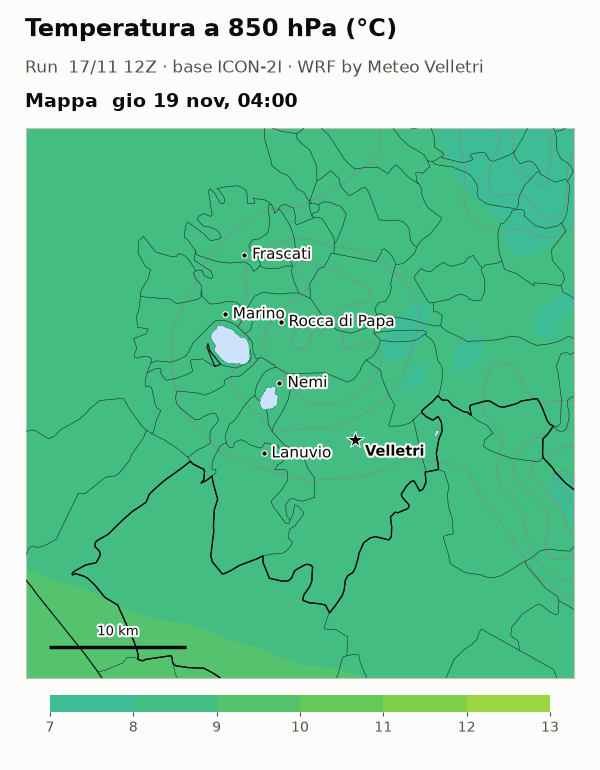 Temperatura a 850 hPa (°C)
Run  17/11 12Z · base ICON-2I · WRF by Meteo Velletri
Mappa  gio 19 nov, 04:00
Frascati
Marino
Rocca di Papa
Nemi
Velletri
Lanuvio
10 km
7 8 9 10 11 12 13